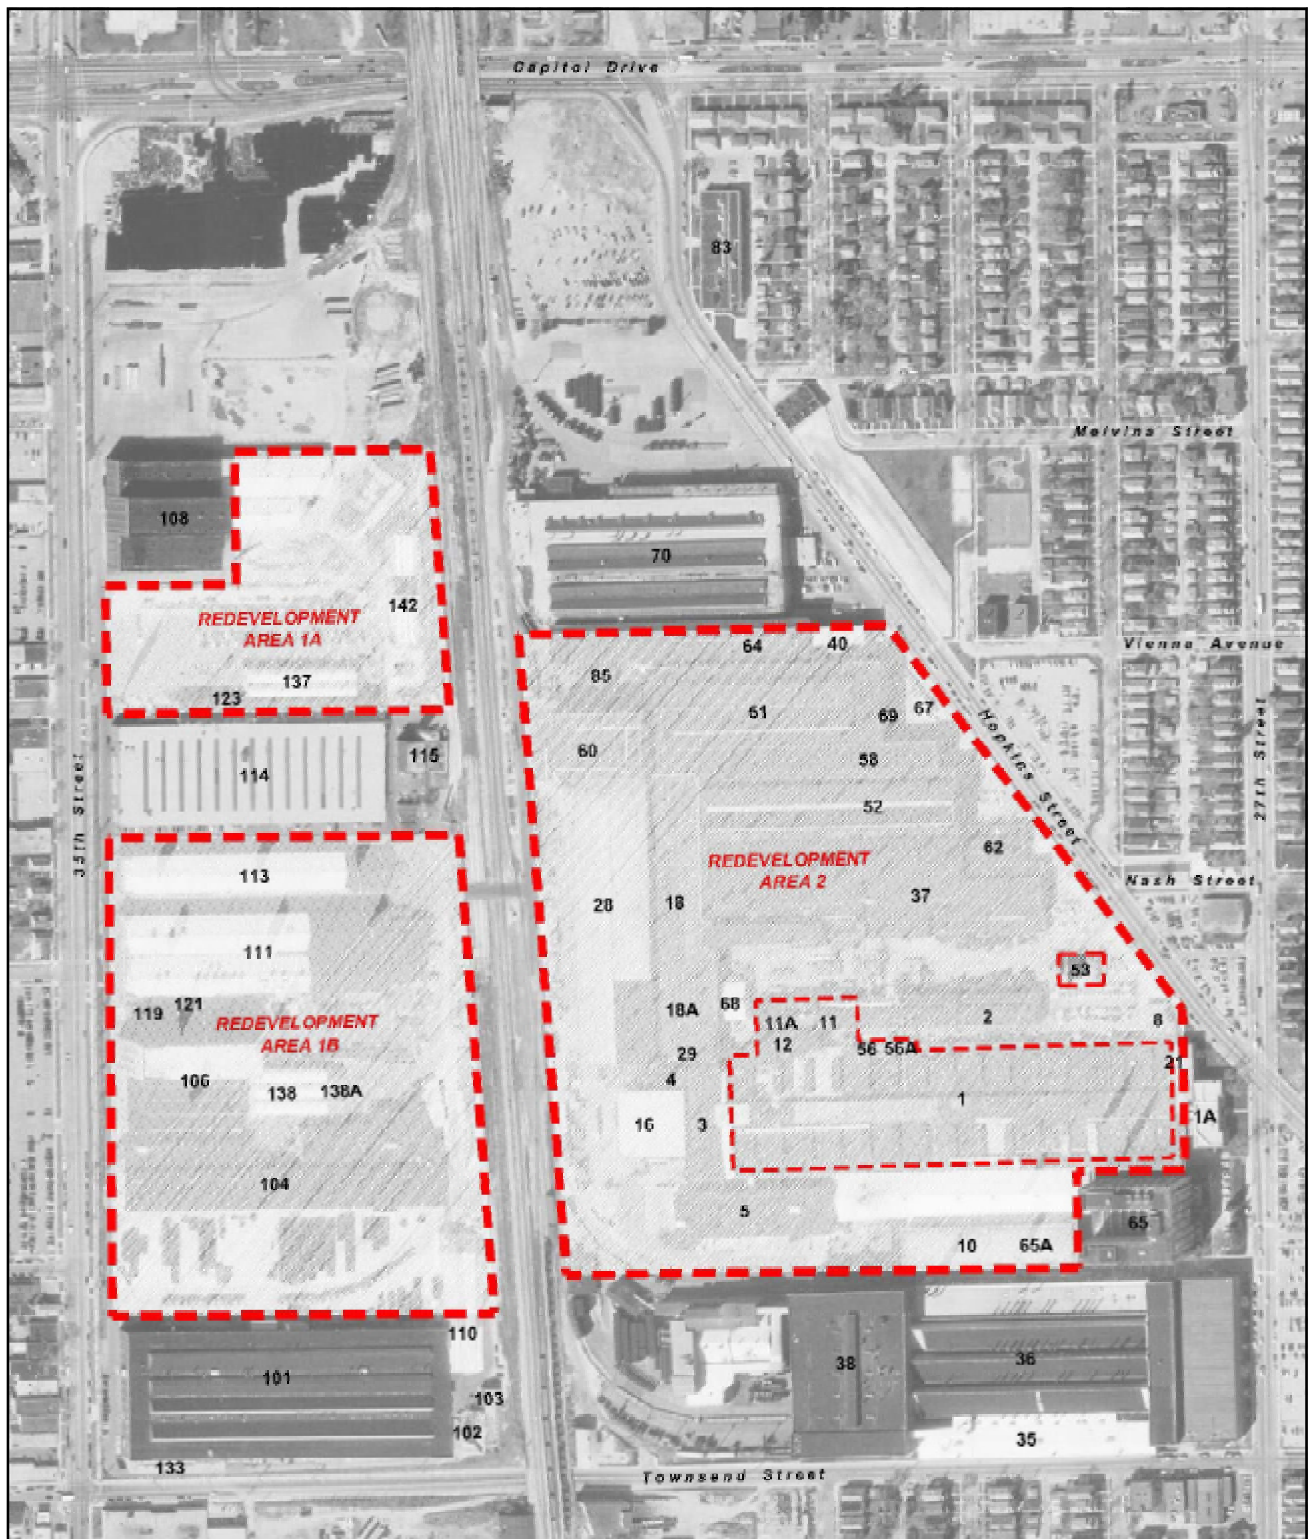 Capitol Drive
83
Melvina Street
108
70
142
REDEVELOPMENT
AREA 1A
64
40
Vienna Avenue
85
137
123
61
69
67
Hopkins Street
27th Street
60
58
115
114
35th Street
52
62
REDEVELOPMENT
AREA 2
113
Nash Street
37
28
18
111
53
121
119
18A
68
REDEVELOPMENT
AREA 1B
11A
11
2
8
12
56
56A
29
21
4
106
138
138A
1
1A
16
3
104
5
65
10
65A
110
38
36
101
103
102
35
133
Townsend Street